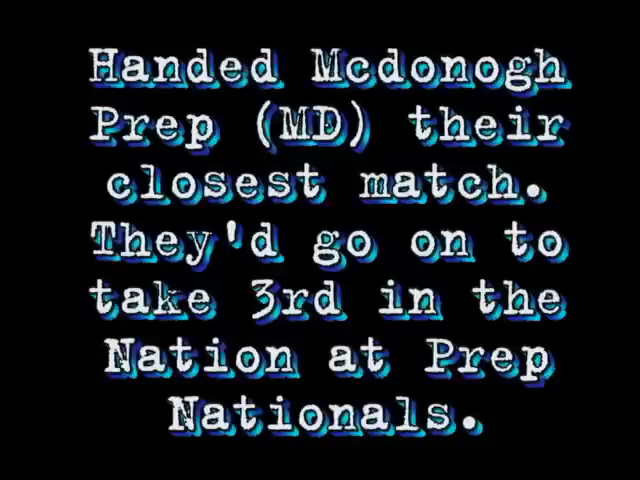 Handed Mcdonogh
Prep (MD) their
closest match.
They'd go on to
take 3rd in the
Nation at Prep
Nationals.